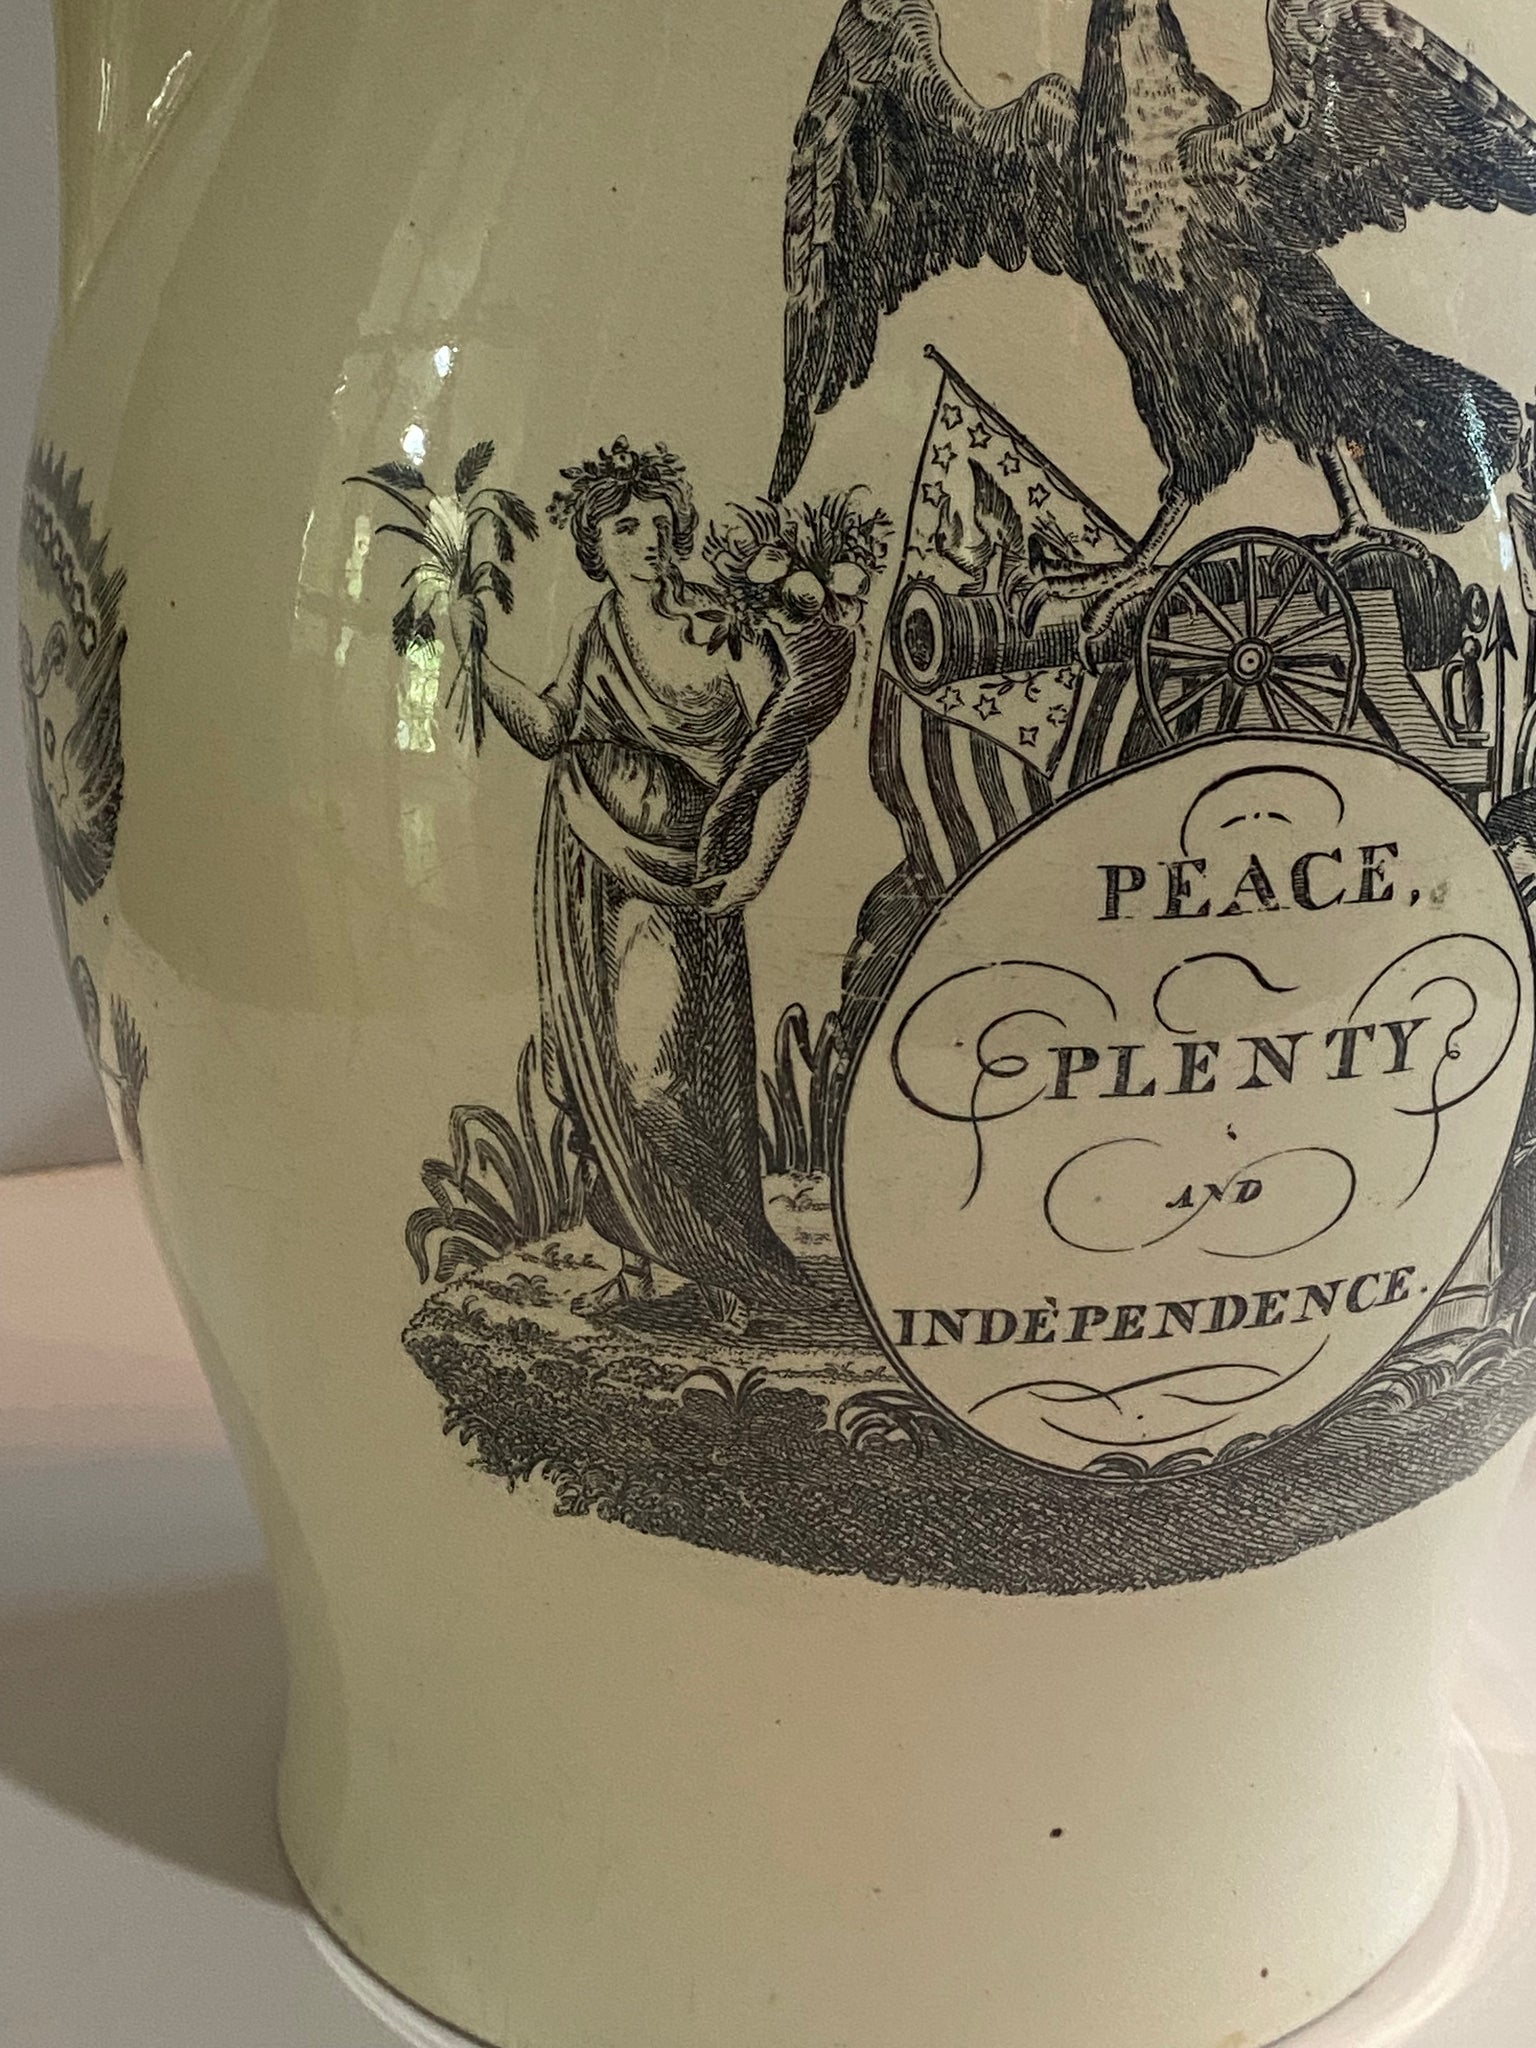 PEACE,
PLENTY
AND
INDEPENDENCE.